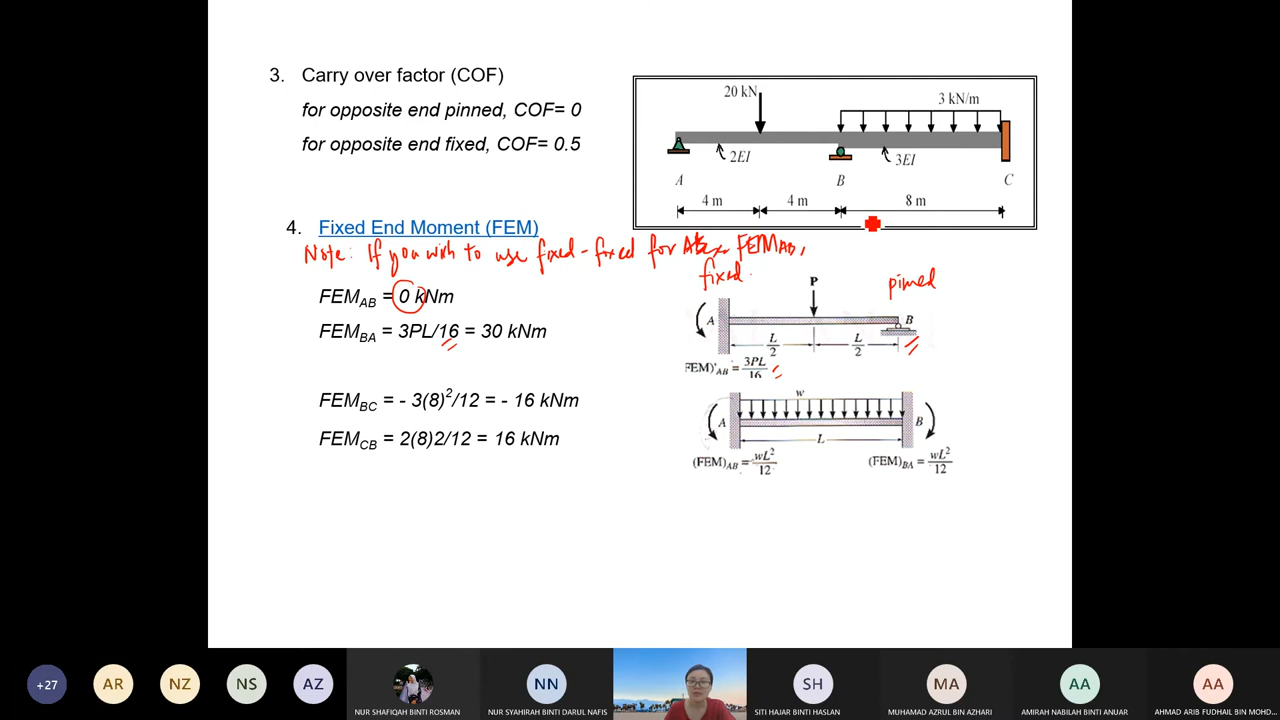 3. Carry over factor (COF)
for opposite end pinned, COF= 0
for opposite end fixed, COF= 0.5
20 kN
3 kN/m
2EI
3EI
A
B
C
4 m
4 m
8 m
4. Fixed End Moment (FEM)
Note: If you wish to use fixed-fixed for FEMAB,
FEMAB = 0 kNm
FEMBA = 3PL/16 = 30 kNm
FEMBC = - 3(8)2/12 = - 16 kNm
FEMCB = 2(8)2/12 = 16 kNm
fixed.
pinned
P
A
B
L/2
L/2
FEM)'AB = 3PL/16
w
A
B
L
(FEM)AB = wL2/12
(FEM)BA = wL2/12
+27
AR
NZ
NS
AZ
NUR SHAFIQAH BINTI ROSMAN
NN
NUR SYAHIRAH BINTI DARUL NAFIS
SH
SITI HAJAR BINTI HASLAN
MA
MUHAMAD AZRUL BIN AZHARI
AA
AMIRAH NABILAH BINTI ANUAR
AA
AHMAD ARIB FUDHAIL BIN MOHD...